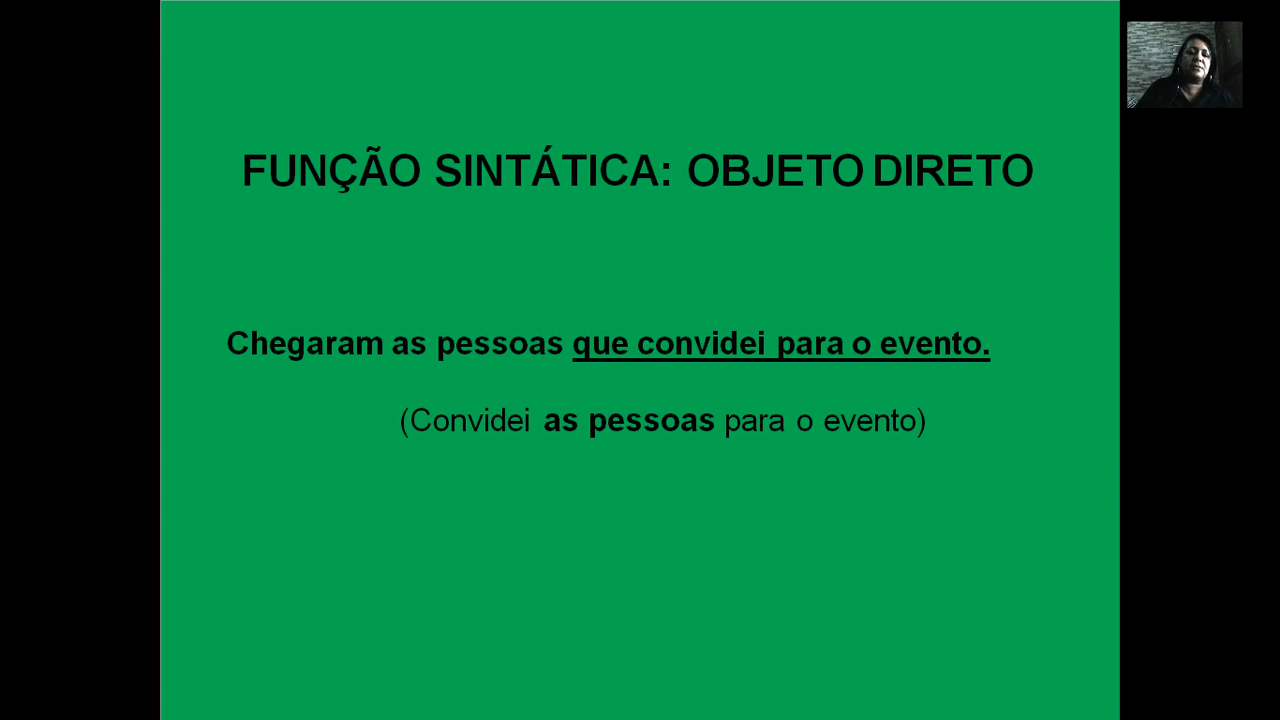 FUNÇÃO SINTÁTICA: OBJETO DIRETO
Chegaram as pessoas que convidei para o evento.
(Convidei as pessoas para o evento)